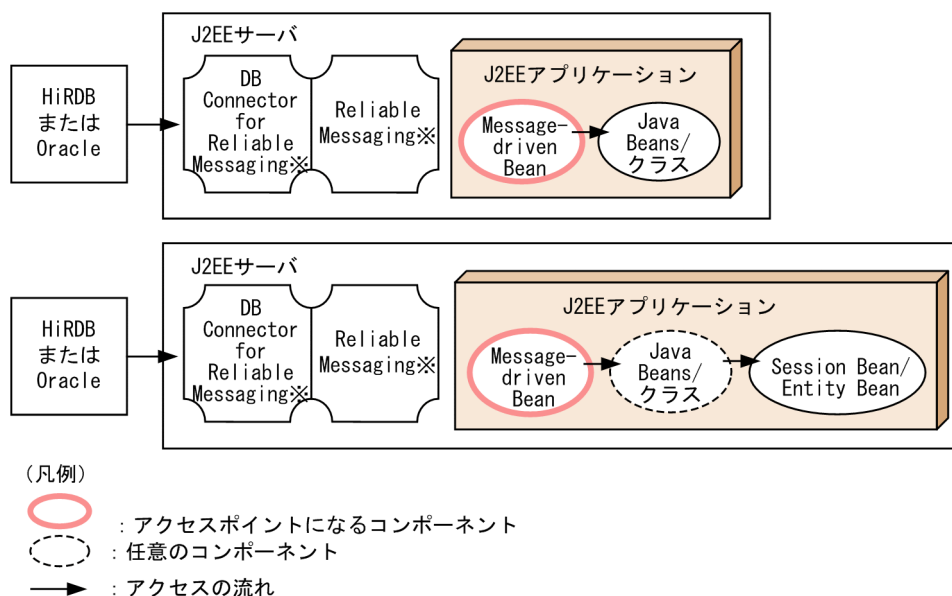 J2EEサーバ
HiRDB
または
Oracle
DB
Connector
for
Reliable
Messaging※
Reliable
Messaging※
J2EEアプリケーション
Message-
driven
Bean
Java
Beans/
クラス
J2EEサーバ
HiRDB
または
Oracle
DB
Connector
for
Reliable
Messaging※
Reliable
Messaging※
J2EEアプリケーション
Message-
driven
Bean
Java
Beans/
クラス
Session Bean/
Entity Bean
(凡例)
：アクセスポイントになるコンポーネント
：任意のコンポーネント
：アクセスの流れ